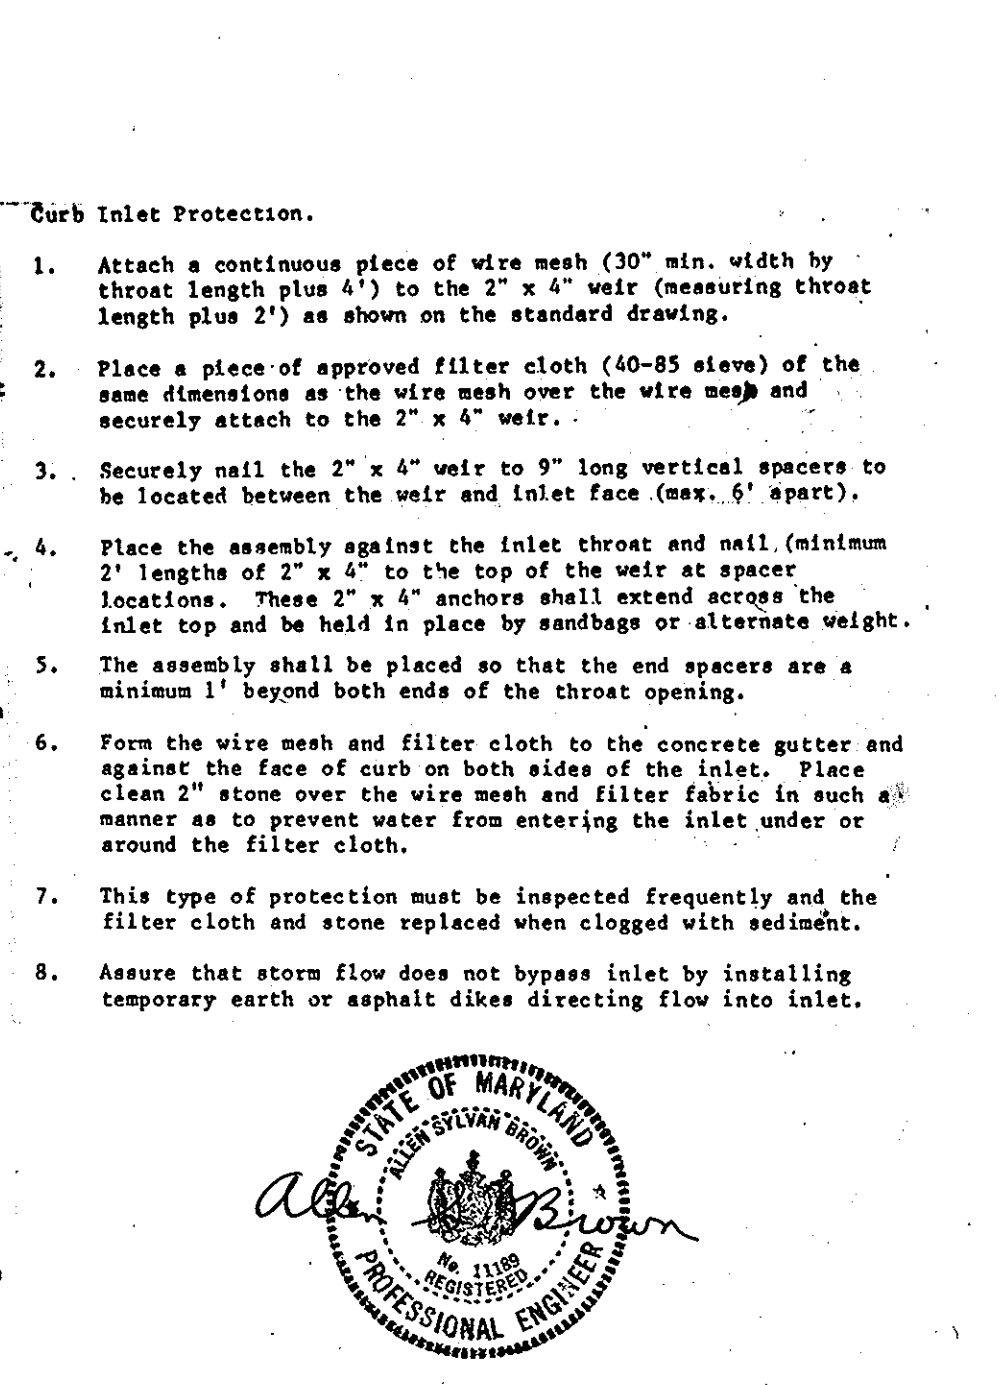 Curb Inlet Protection.
1. Attach a continuous piece of wire mesh (30" min. width by
throat length plus 4') to the 2" x 4" weir (measuring throat
length plus 2') as shown on the standard drawing.
2. Place a piece of approved filter cloth (40-85 sieve) of the
same dimensions as the wire mesh over the wire mesh and
securely attach to the 2" x 4" weir.
3. Securely nail the 2" x 4" weir to 9" long vertical spacers to
be located between the weir and inlet face (max. 6' apart).
4. Place the assembly against the inlet throat and nail (minimum
2' lengths of 2" x 4" to the top of the weir at spacer
locations. These 2" x 4" anchors shall extend across the
inlet top and be held in place by sandbags or alternate weight.
5. The assembly shall be placed so that the end spacers are a
minimum 1' beyond both ends of the throat opening.
6. Form the wire mesh and filter cloth to the concrete gutter and
against the face of curb on both sides of the inlet. Place
clean 2" stone over the wire mesh and filter fabric in such a
manner as to prevent water from entering the inlet under or
around the filter cloth.
7. This type of protection must be inspected frequently and the
filter cloth and stone replaced when clogged with sediment.
8. Assure that storm flow does not bypass inlet by installing
temporary earth or asphalt dikes directing flow into inlet.
STATE OF MARYLAND
ALLEN SYLVAN BROWN
Allen S. Brown
No. 11189
REGISTERED
PROFESSIONAL ENGINEER